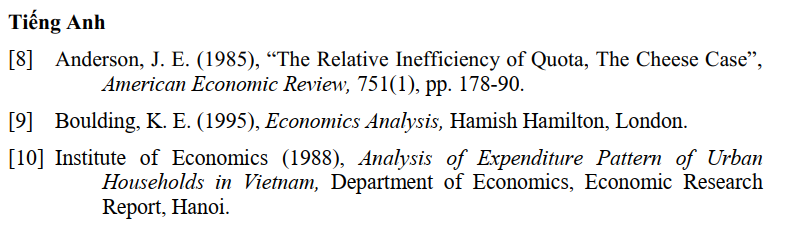 Tiếng Anh
[8] Anderson, J. E. (1985), “The Relative Inefficiency of Quota, The Cheese Case”,
American Economic Review, 751(1), pp. 178-90.
[9] Boulding, K. E. (1995), Economics Analysis, Hamish Hamilton, London.
[10] Institute of Economics (1988), Analysis of Expenditure Pattern of Urban
Households in Vietnam, Department of Economics, Economic Research
Report, Hanoi.